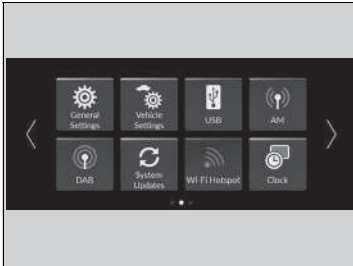 General
Settings
Vehicle
Settings
USB
AM
DAB
System
Updates
Wi-Fi Hotspot
Clock